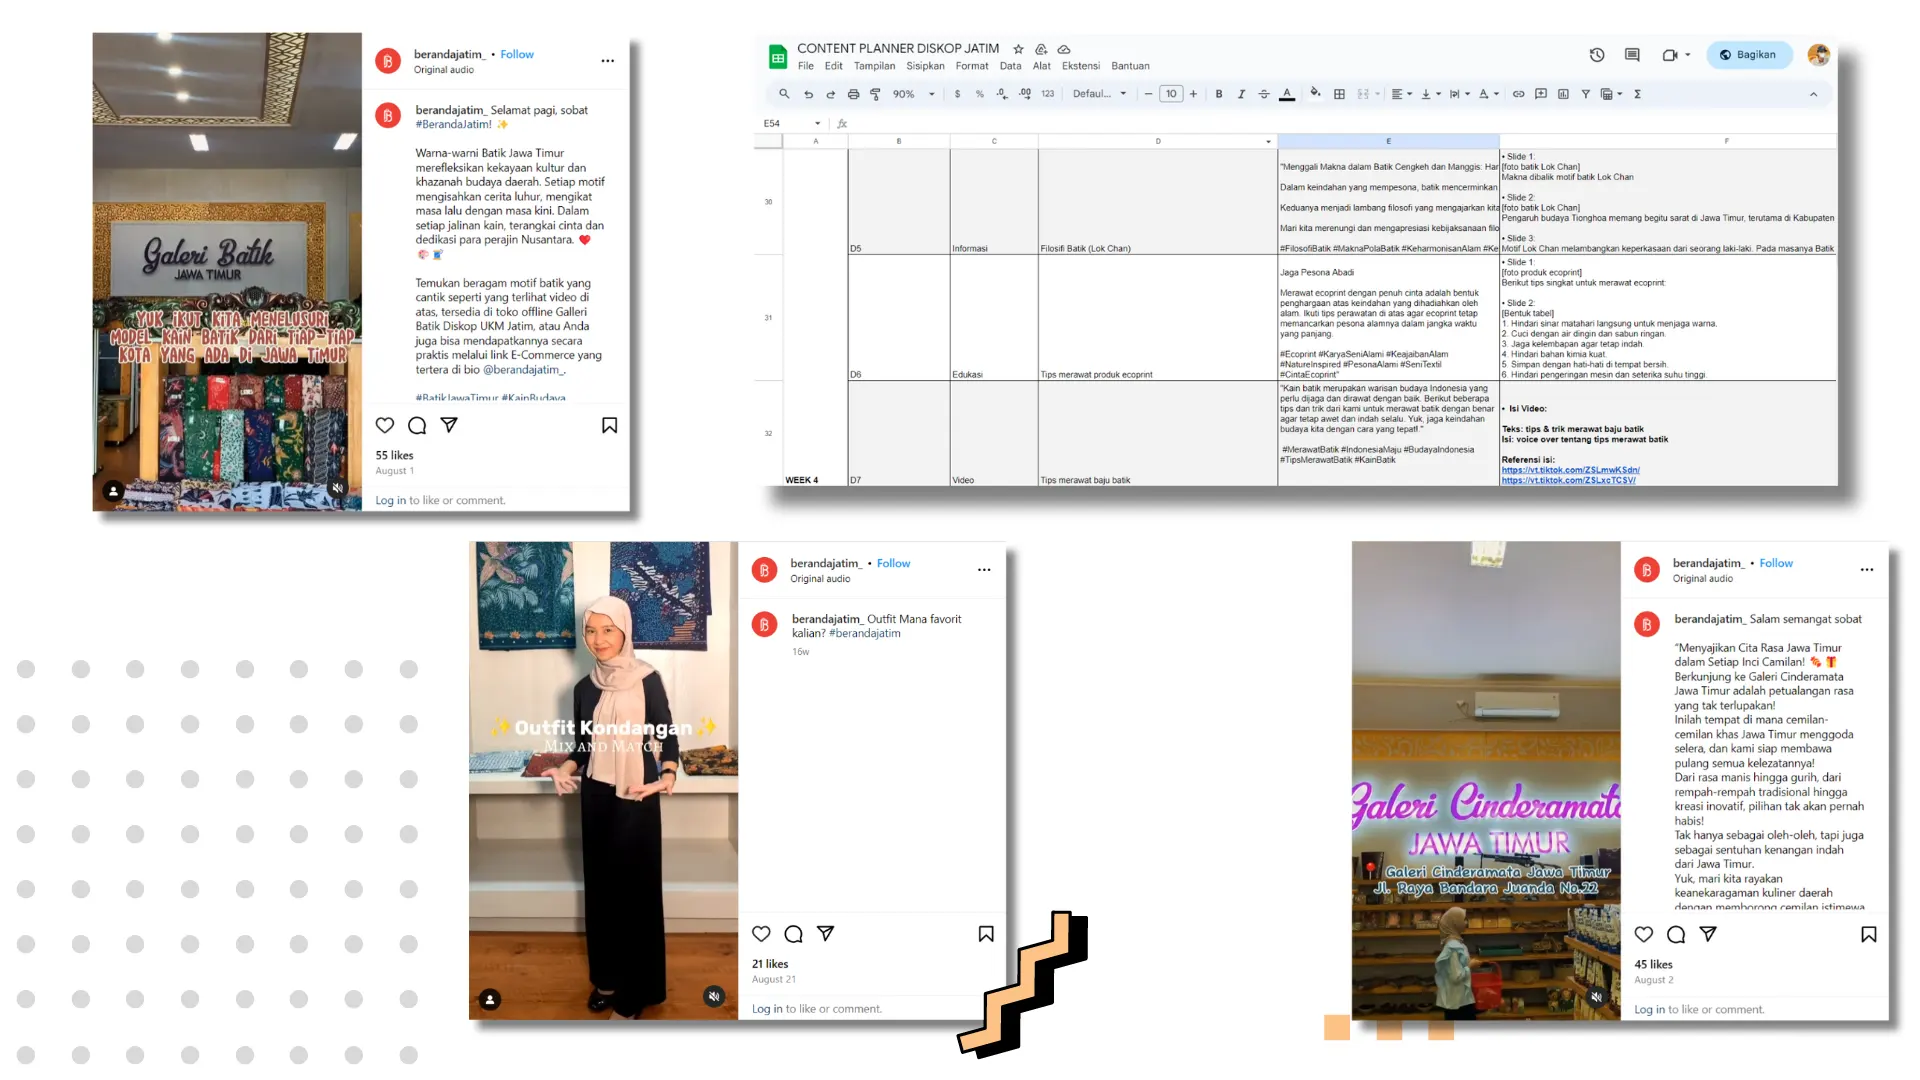 berandajatim_ • Follow
Original audio
berandajatim_ Selamat pagi, sobat
#BerandaJatim! ✨
Warna-warni Batik Jawa Timur
merefleksikan kekayaan kultur dan
khazanah budaya daerah. Setiap motif
mengisahkan cerita luhur, mengikat
masa lalu dengan masa kini. Dalam
setiap jalinan kain, terangkai cinta dan
dedikasi para perajin Nusantara. ❤️
Temukan beragam motif batik yang
cantik seperti yang terlihat video di
atas, tersedia di toko offline Galleri
Batik Diskop UKM Jatim, atau Anda
juga bisa mendapatkannya secara
praktis melalui link E-Commerce yang
tertera di bio @berandajatim_.
#BatikJawaTimur #KainBudaya
55 likes
August 1
Log in to like or comment.
Galeri Batik
JAWA TIMUR
YUK IKUT KITA MENELUSURI
MODEL KAIN BATIK DARI TIAP-TIAP
KOTA YANG ADA DI JAWA TIMUR
CONTENT PLANNER DISKOP JATIM
File Edit Tampilan Sisipkan Format Data Alat Ekstensi Bantuan
Bagikan
90% $ % .0 .00 123 Defaul... − 10 + B I A Σ
E54 fx
A B C D E F
30
D5
Informasi
Filosifi Batik (Lok Chan)
"Menggali Makna dalam Batik Cengkeh dan Manggis: Har
Dalam keindahan yang mempesona, batik mencerminkan
Keduanya menjadi lambang filosofi yang mengajarkan kita
Mari kita merenungi dan mengapresiasi kebijaksanaan filo
#FilosofiBatik #MaknaPolaBatik #KeharmonisanAlam #Ke
• Slide 1:
[foto batik Lok Chan]
Makna dibalik motif batik Lok Chan
• Slide 2:
[foto batik Lok Chan]
Pengaruh budaya Tionghoa memang begitu sarat di Jawa Timur, terutama di Kabupaten
• Slide 3:
Motif Lok Chan melambangkan keperkasaan dari seorang laki-laki. Pada masanya Batik
31
D6
Edukasi
Tips merawat produk ecoprint
Jaga Pesona Abadi
Merawat ecoprint dengan penuh cinta adalah bentuk
penghargaan atas keindahan yang dihadiahkan oleh
alam. Ikuti tips perawatan di atas agar ecoprint tetap
memancarkan pesona alamnya dalam jangka waktu
yang panjang.
#Ecoprint #KaryaSeniAlami #KeajaibanAlam
#NatureInspired #PesonaAlami #SeniTextil
#CintaEcoprint"
• Slide 1:
[foto produk ecoprint]
Berikut tips singkat untuk merawat ecoprint:
• Slide 2:
[Bentuk tabel]
1. Hindari sinar matahari langsung untuk menjaga warna.
2. Cuci dengan air dingin dan sabun ringan.
3. Jaga kelembapan agar tetap indah.
4. Hindari bahan kimia kuat.
5. Simpan dengan hati-hati di tempat bersih.
6. Hindari pengeringan mesin dan seterika suhu tinggi
32
WEEK 4
D7
Video
Tips merawat baju batik
"Kain batik merupakan warisan budaya Indonesia yang
perlu dijaga dan dirawat dengan baik. Berikut beberapa
tips dan trik dari kami untuk merawat batik dengan benar
agar tetap awet dan indah selalu. Yuk, jaga keindahan
budaya kita dengan cara yang tepat! "
#MerawatBatik #IndonesiaMaju #BudayaIndonesia
#TipsMerawatBatik #KainBatik
• Isi Video:
Teks: tips & trik merawat baju batik
Isi: voice over tentang tips merawat batik
Referensi isi:
https://vt.tiktok.com/ZSLmwKSdn/
https://vt.tiktok.com/ZSLxcTCSV/
✨Outfit Kondangan✨
MIX AND MATCH
berandajatim_ • Follow
Original audio
berandajatim_ Outfit Mana favorit
kalian? #berandajatim
16w
21 likes
August 21
Log in to like or comment.
Galeri Cinderamata
JAWA TIMUR
📍 Galeri Cinderamata Jawa Timur
Jl. Raya Bandara Juanda No.22
berandajatim_ • Follow
Original audio
berandajatim_ Salam semangat sobat
"Menyajikan Cita Rasa Jawa Timur
dalam Setiap Inci Camilan! 🍬 🎁
Berkunjung ke Galeri Cinderamata
Jawa Timur adalah petualangan rasa
yang tak terlupakan!
Inilah tempat di mana cemilan-
cemilan khas Jawa Timur menggoda
selera, dan kami siap membawa
pulang semua kelezatannya!
Dari rasa manis hingga gurih, dari
rempah-rempah tradisional hingga
kreasi inovatif, pilihan tak akan pernah
habis!
Tak hanya sebagai oleh-oleh, tapi juga
sebagai sentuhan kenangan indah
dari Jawa Timur.
Yuk, mari kita rayakan
keanekaragaman kuliner daerah
dengan memborong cemilan istimewa
45 likes
August 2
Log in to like or comment.